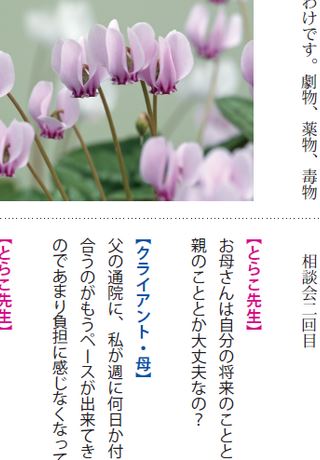 わけです。劇物、薬物、毒物
相談会二回目
【とらこ先生】
お母さんは自分の将来のことと
親のこととか大丈夫なの？
【クライアント・母】
父の通院に、私が週に何日か付
合うのがもうペースが出来てき
のであまり負担に感じなくなって
【とらこ先生】